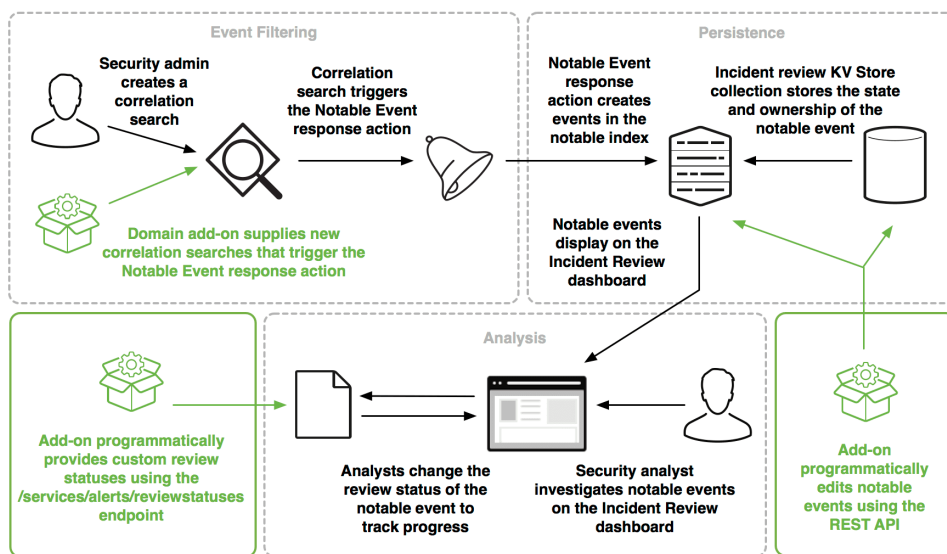 Event Filtering
Security admin
creates a
correlation
search
Correlation
search triggers
the Notable Event
response action
Domain add-on supplies new
correlation searches that trigger the
Notable Event response action
Persistence
Notable Event
response
action creates
events in the
notable index
Incident review KV Store
collection stores the state
and ownership of the
notable event
Notable events
display on the
Incident Review
dashboard
Add-on programmatically
provides custom review
statuses using the
/services/alerts/reviewstatuses
endpoint
Analysis
Analysts change the
review status of the
notable event to
track progress
Security analyst
investigates notable events
on the Incident Review
dashboard
Add-on
programmatically
edits notable
events using the
REST API